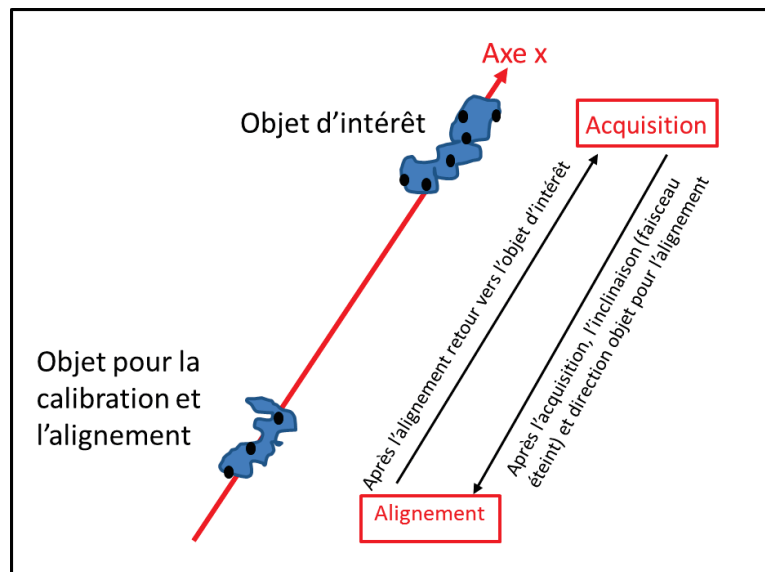 Axe x
Objet d'intérêt
Acquisition
Objet pour la
calibration et
l'alignement
Après l'alignement retour vers l'objet d'intérêt
Après l'acquisition, l'inclinaison (faisceau
éteint) et direction objet pour l'alignement
Alignement